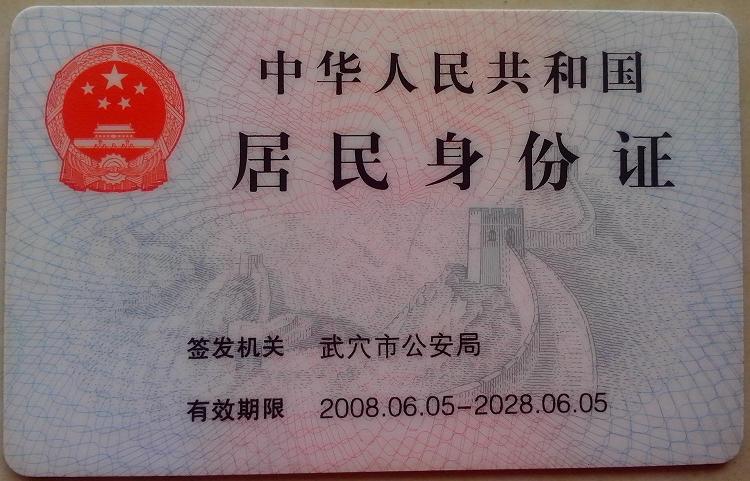 中华人民共和国
居民身份证
签发机关 武穴市公安局
有效期限 2008.06.05-2028.06.05